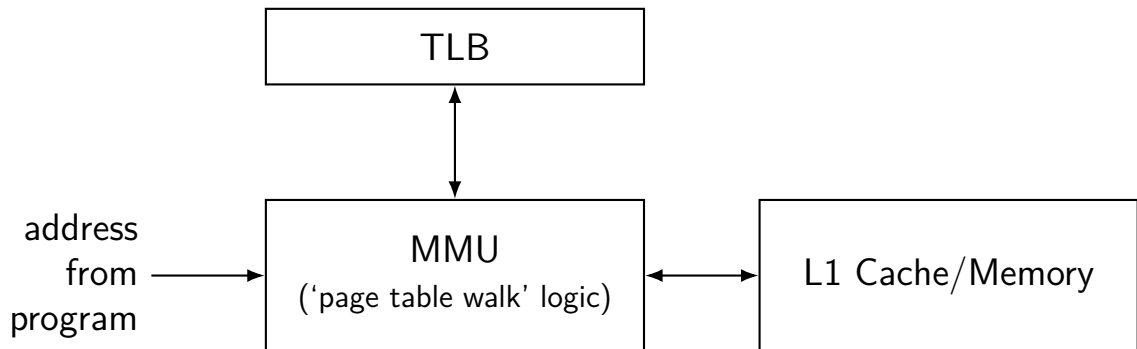 TLB
address
from
program
MMU
(‘page table walk’ logic)
L1 Cache/Memory